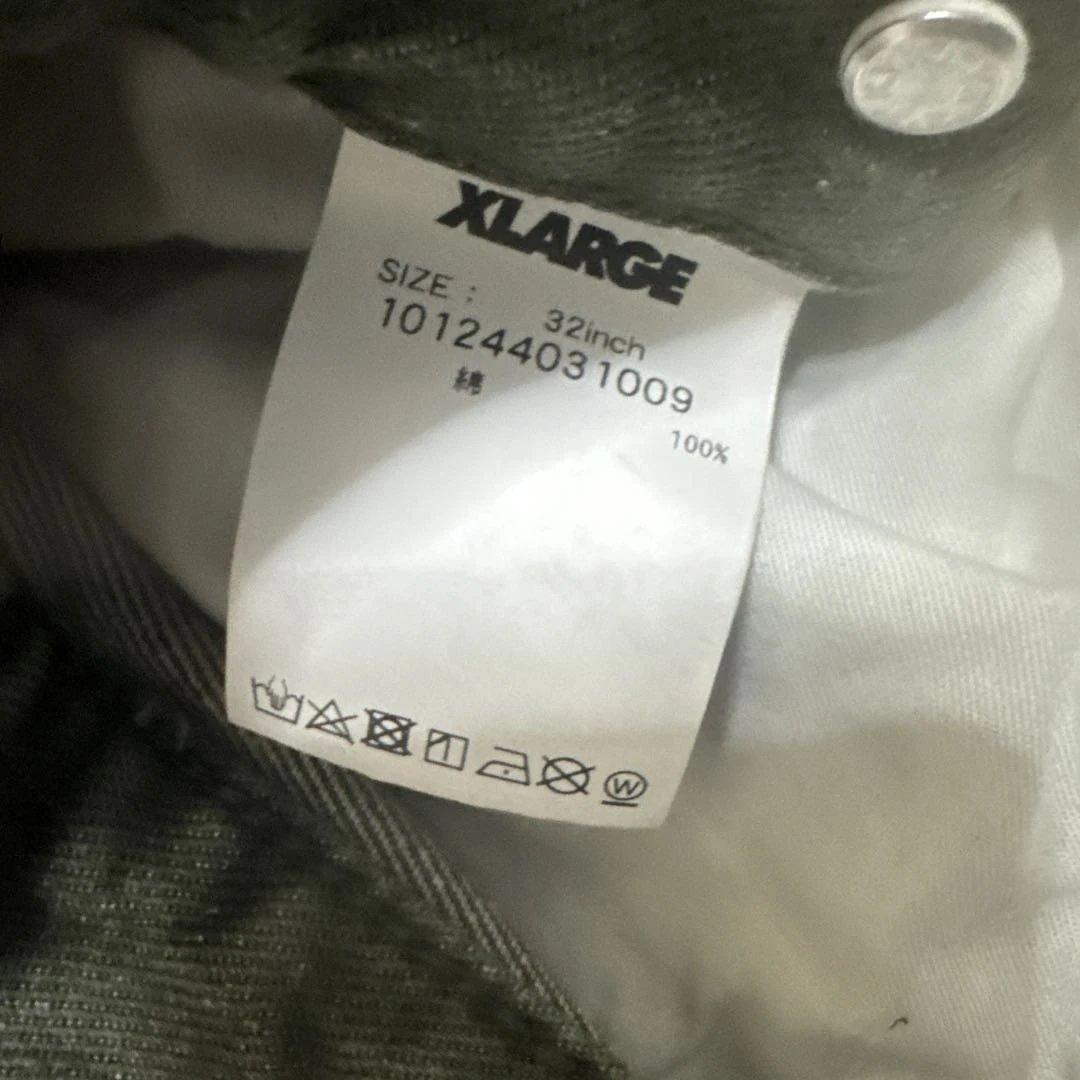 XLARGE
SIZE : 32inch
101244031009
綿 100%
W